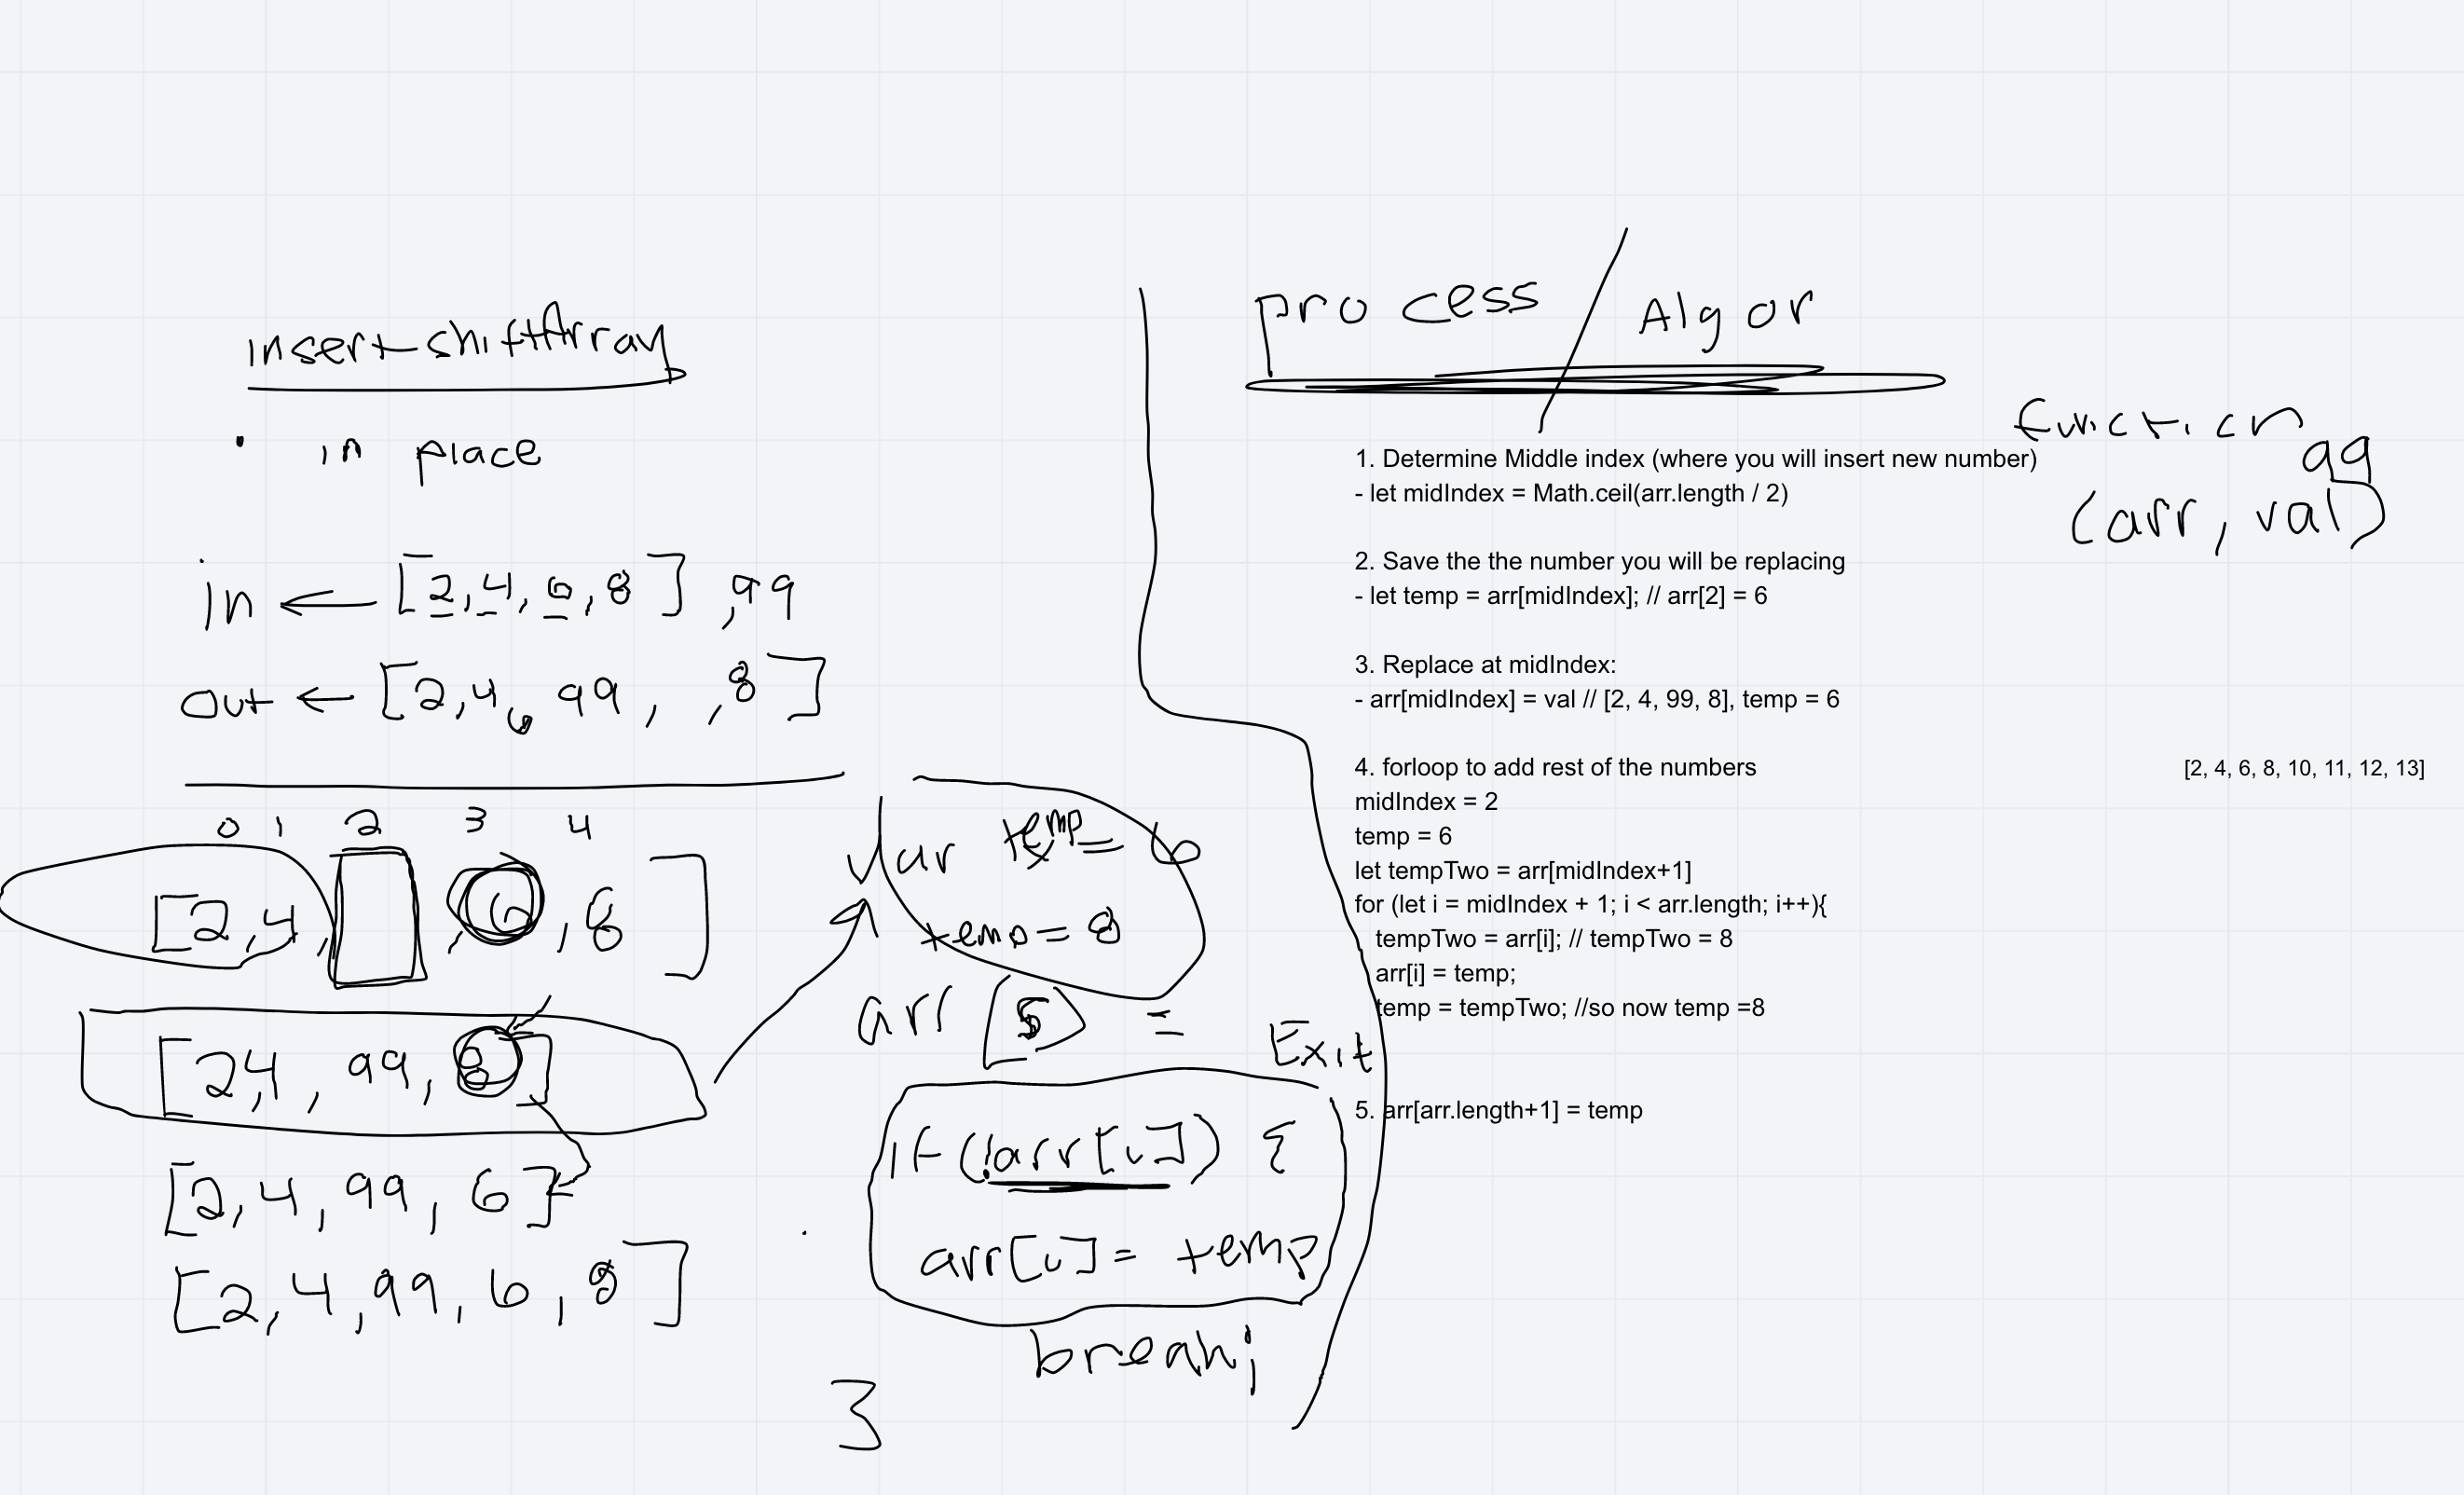 insert-shiftArray
. in place
in ← [2,4,6,8] ,99
out ← [2,4, 99, ,8]
6
0 1 2 3 4
[2,4, , 6, 8]
[24, 99, 8]
[2,4, 99, 6]
[2,4,99,6,8]
var temp = 6
temp = 8
arr [5] =
Exit
if (!arr[i]) {
arr[i] = temp
break;
}
process / Algor
1. Determine Middle index (where you will insert new number)
- let midIndex = Math.ceil(arr.length / 2)
2. Save the the number you will be replacing
- let temp = arr[midIndex]; // arr[2] = 6
3. Replace at midIndex:
- arr[midIndex] = val // [2, 4, 99, 8], temp = 6
4. forloop to add rest of the numbers
midIndex = 2
temp = 6
let tempTwo = arr[midIndex+1]
for (let i = midIndex + 1; i < arr.length; i++){
tempTwo = arr[i]; // tempTwo = 8
arr[i] = temp;
temp = tempTwo; //so now temp =8
5. arr[arr.length+1] = temp
function
99
(arr, val)
[2, 4, 6, 8, 10, 11, 12, 13]